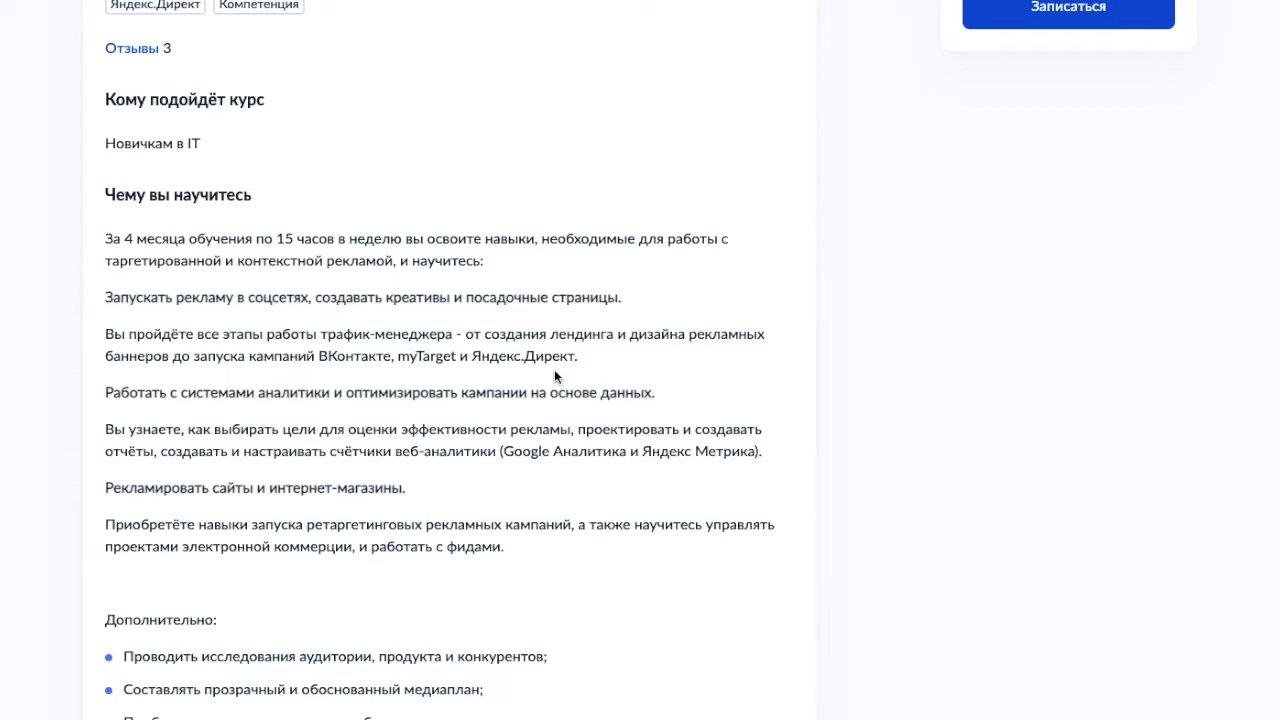 Яндекс.Директ Компетенция
Записаться
Отзывы 3
Кому подойдёт курс
Новичкам в IT
Чему вы научитесь
За 4 месяца обучения по 15 часов в неделю вы освоите навыки, необходимые для работы с
таргетированной и контекстной рекламой, и научитесь:
Запускать рекламу в соцсетях, создавать креативы и посадочные страницы.
Вы пройдёте все этапы работы трафик-менеджера - от создания лендинга и дизайна рекламных
баннеров до запуска кампаний ВКонтакте, myTarget и Яндекс.Директ.
Работать с системами аналитики и оптимизировать кампании на основе данных.
Вы узнаете, как выбирать цели для оценки эффективности рекламы, проектировать и создавать
отчёты, создавать и настраивать счётчики веб-аналитики (Google Аналитика и Яндекс Метрика).
Рекламировать сайты и интернет-магазины.
Приобретёте навыки запуска ретаргетинговых рекламных кампаний, а также научитесь управлять
проектами электронной коммерции, и работать с фидами.
Дополнительно:
Проводить исследования аудитории, продукта и конкурентов;
Составлять прозрачный и обоснованный медиаплан;